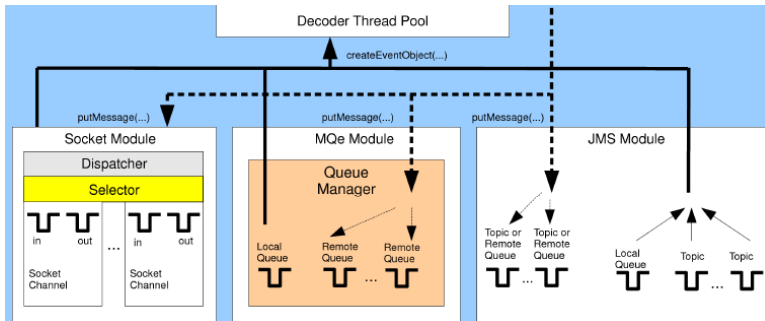 Decoder Thread Pool
createEventObject(...)
putMessage(...)
putMessage(...)
putMessage(...)
Socket Module
Dispatcher
Selector
in
out
...
in
out
Socket
Channel
Socket
Channel
MQe Module
Queue
Manager
Local
Queue
Remote
Queue
...
Remote
Queue
JMS Module
Topic or
Remote
Queue
...
Topic or
Remote
Queue
Local
Queue
Topic
...
Topic